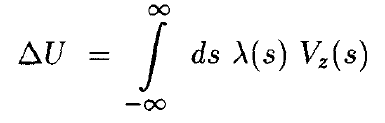 ΔU = ∫_{-∞}^{∞} ds λ(s) V_z(s)